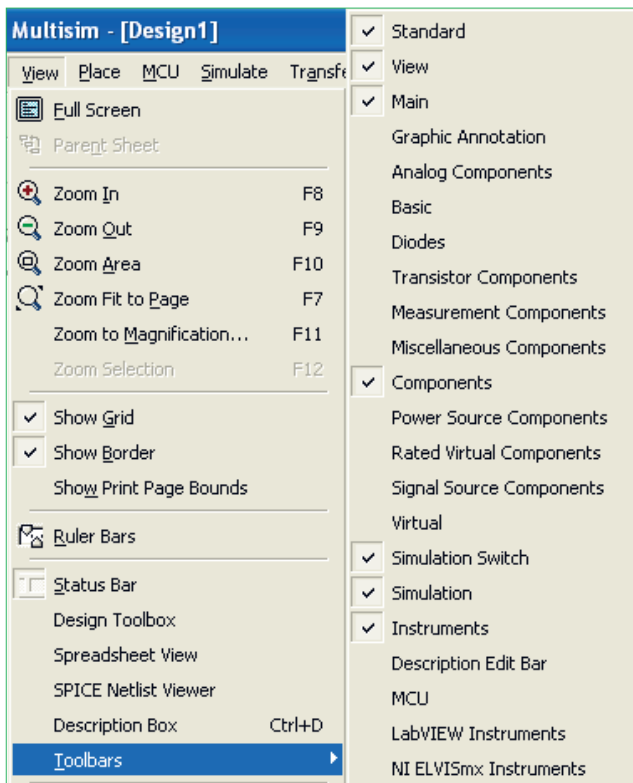 Multisim - [Design1]
View Place MCU Simulate Transfe
Full Screen
Parent Sheet
Zoom In F8
Zoom Out F9
Zoom Area F10
Zoom Fit to Page F7
Zoom to Magnification... F11
Zoom Selection F12
Show Grid
Show Border
Show Print Page Bounds
Ruler Bars
Status Bar
Design Toolbox
Spreadsheet View
SPICE Netlist Viewer
Description Box Ctrl+D
Toolbars
Standard
View
Main
Graphic Annotation
Analog Components
Basic
Diodes
Transistor Components
Measurement Components
Miscellaneous Components
Components
Power Source Components
Rated Virtual Components
Signal Source Components
Virtual
Simulation Switch
Simulation
Instruments
Description Edit Bar
MCU
LabVIEW Instruments
NI ELVISmx Instruments